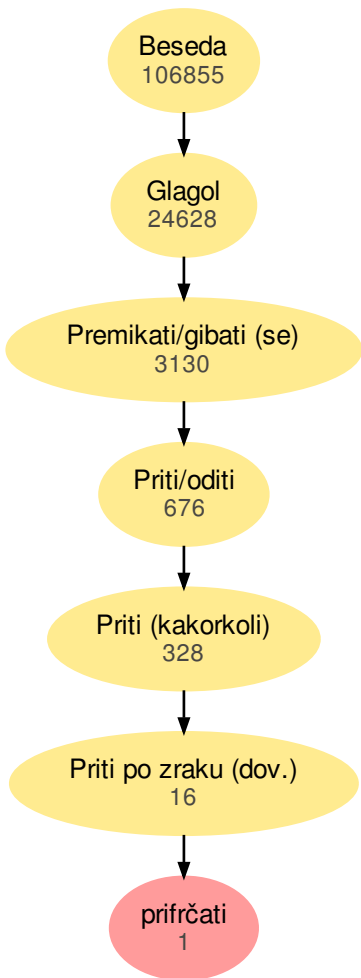 Beseda
106855
Glagol
24628
Premikati/gibati (se)
3130
Priti/oditi
676
Priti (kakorkoli)
328
Priti po zraku (dov.)
16
prifrčati
1